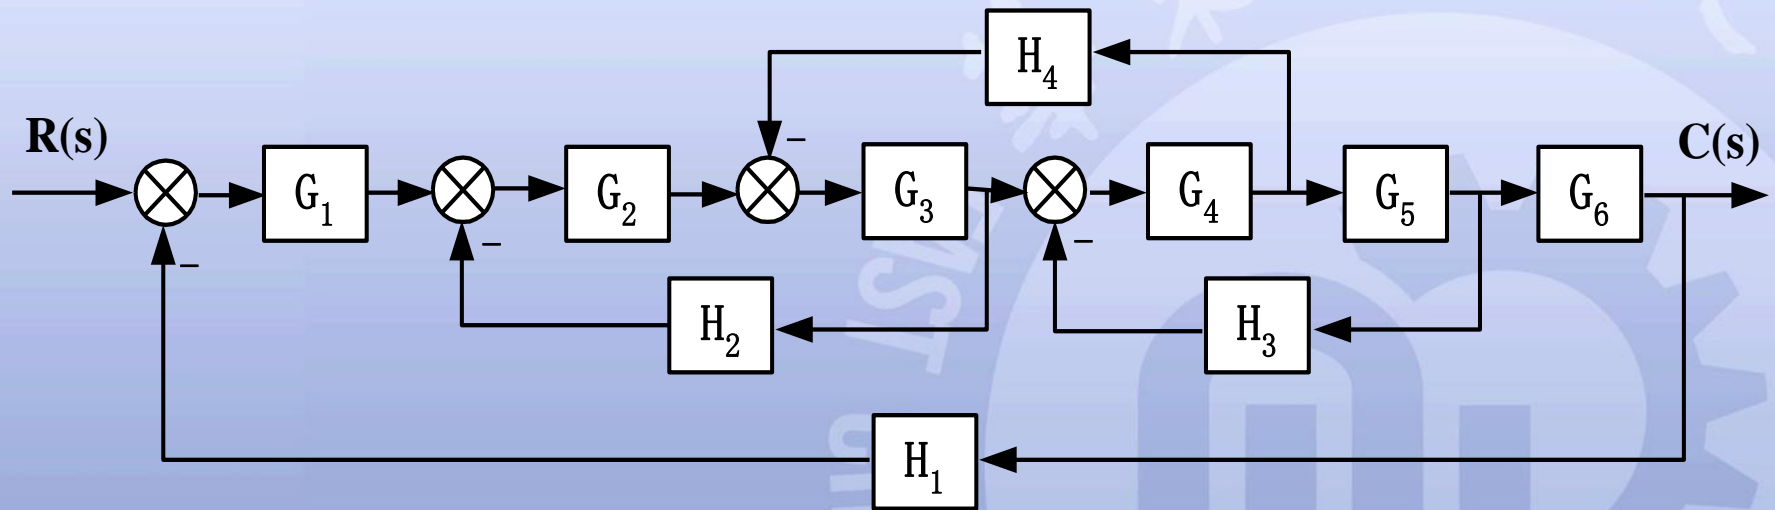 H4
R(s)
C(s)
G1
G2
G3
G4
G5
G6
–
–
–
–
H2
H3
H1